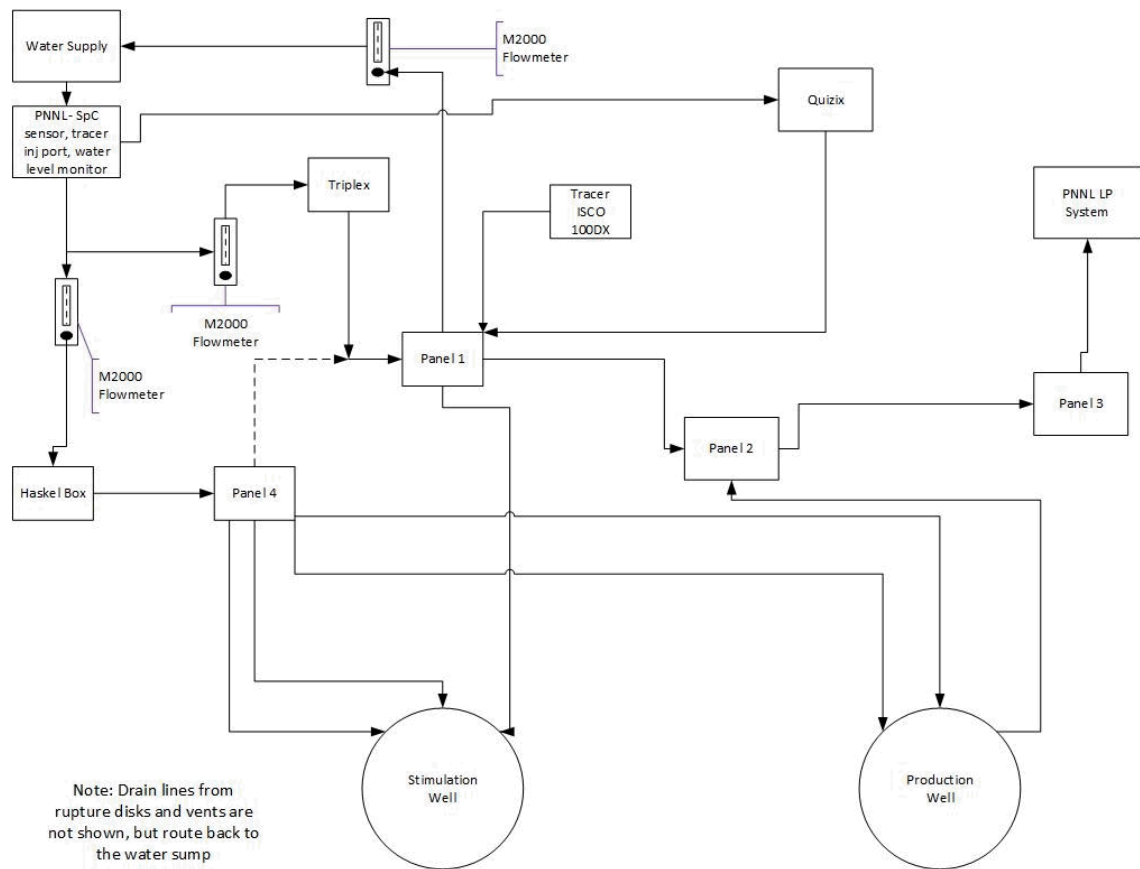 Water Supply
M2000
Flowmeter
PNNL- SpC
sensor, tracer
inj port, water
level monitor
Quizix
Triplex
Tracer
ISCO
100DX
PNNL LP
System
M2000
Flowmeter
M2000
Flowmeter
Panel 1
Panel 2
Panel 3
Haskel Box
Panel 4
Stimulation
Well
Production
Well
Note: Drain lines from
rupture disks and vents are
not shown, but route back to
the water sump